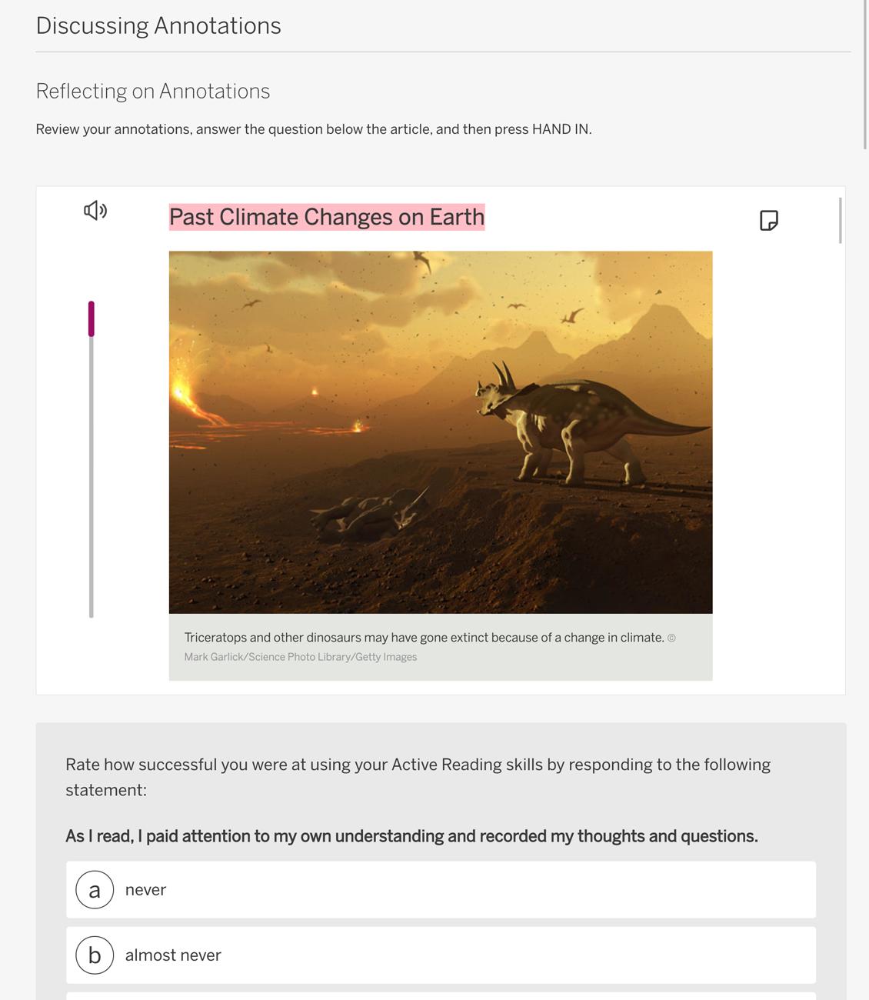 Discussing Annotations
Reflecting on Annotations
Review your annotations, answer the question below the article, and then press HAND IN.
Past Climate Changes on Earth
Triceratops and other dinosaurs may have gone extinct because of a change in climate. ©
Mark Garlick/Science Photo Library/Getty Images
Rate how successful you were at using your Active Reading skills by responding to the following
statement:
As I read, I paid attention to my own understanding and recorded my thoughts and questions.
a never
b almost never